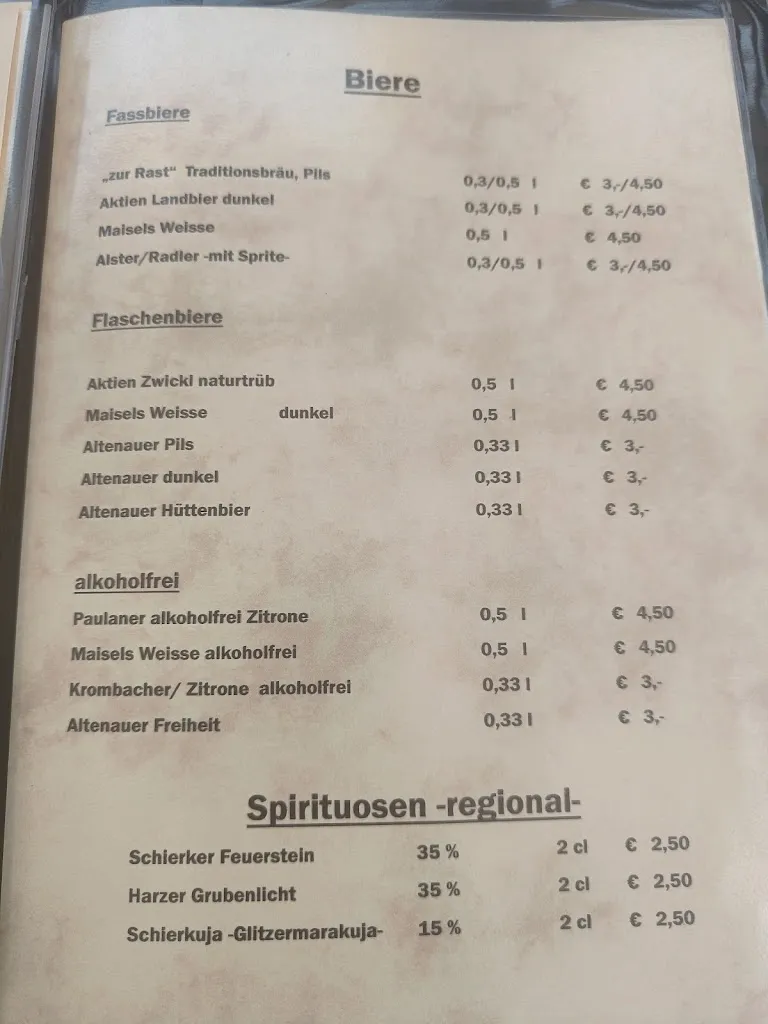 Biere
Fassbiere
„zur Rast“ Traditionsbräu, Pils 0,3/0,5 l € 3,-/4,50
Aktien Landbier dunkel 0,3/0,5 l € 3,-/4,50
Maisels Weisse 0,5 l € 4,50
Alster/Radler -mit Sprite- 0,3/0,5 l € 3,-/4,50
Flaschenbiere
Aktien Zwickl naturtrüb 0,5 l € 4,50
Maisels Weisse dunkel 0,5 l € 4,50
Altenauer Pils 0,33 l € 3,-
Altenauer dunkel 0,33 l € 3,-
Altenauer Hüttenbier 0,33 l € 3,-
alkoholfrei
Paulaner alkoholfrei Zitrone 0,5 l € 4,50
Maisels Weisse alkoholfrei 0,5 l € 4,50
Krombacher/ Zitrone alkoholfrei 0,33 l € 3,-
Altenauer Freiheit 0,33 l € 3,-
Spirituosen -regional-
Schierker Feuerstein 35 % 2 cl € 2,50
Harzer Grubenlicht 35 % 2 cl € 2,50
Schierkuja -Glitzermarakuja- 15 % 2 cl € 2,50